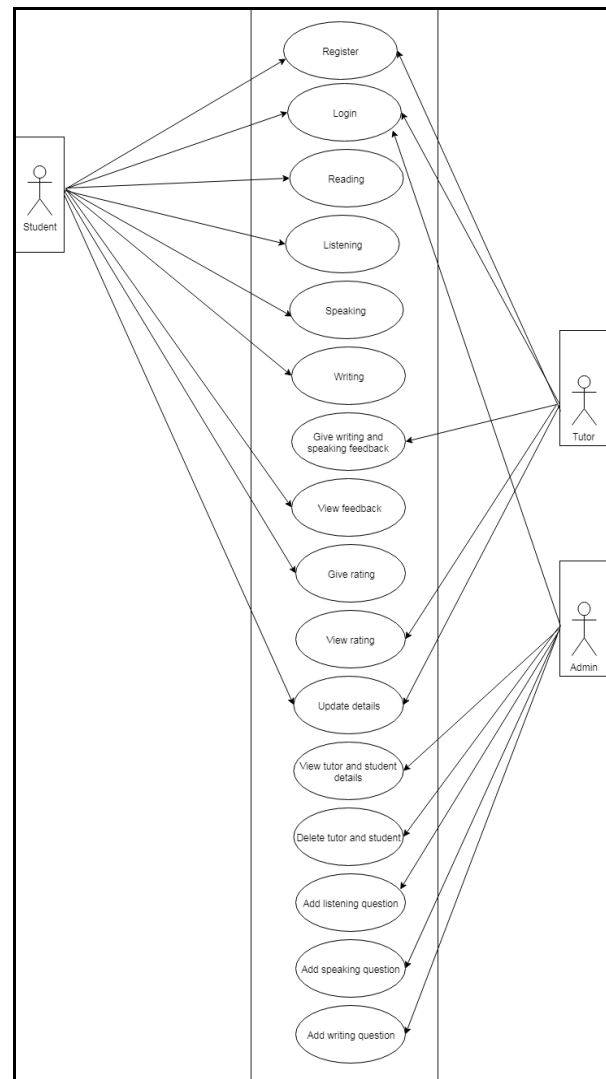 Register
Login
Reading
Student
Listening
Speaking
Writing
Give writing and
speaking feedback
Tutor
View feedback
Give rating
View rating
Admin
Update details
View tutor and student
details
Delete tutor and student
Add listening question
Add speaking question
Add writing question